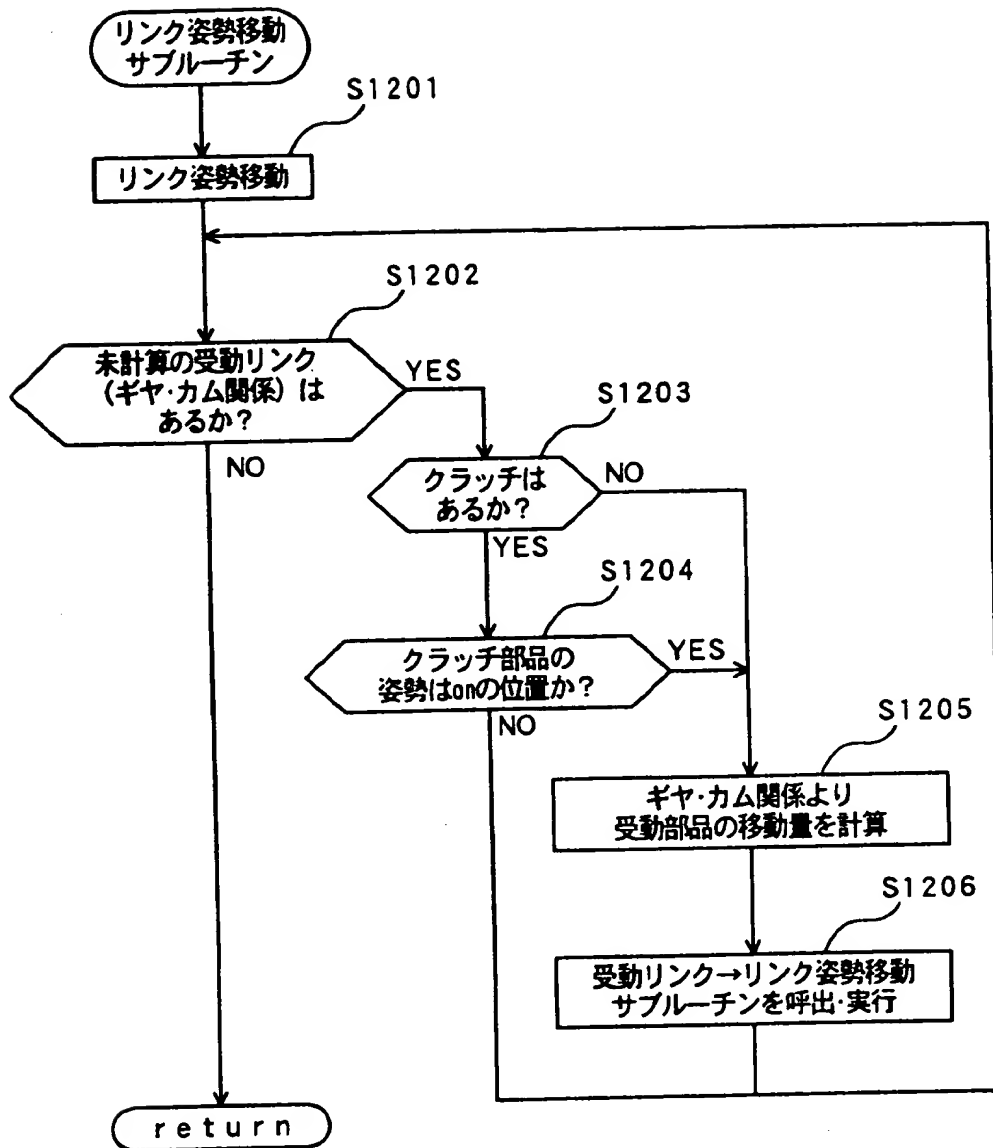 リンク姿勢移動
サブルーチン
S1201
リンク姿勢移動
S1202
未計算の受動リンク
（ギヤ･カム関係）は
あるか？
YES
NO
S1203
クラッチは
あるか？
NO
YES
S1204
クラッチ部品の
姿勢はonの位置か？
YES
NO
S1205
ギヤ･カム関係より
受動部品の移動量を計算
S1206
受動リンク→リンク姿勢移動
サブルーチンを呼出･実行
return